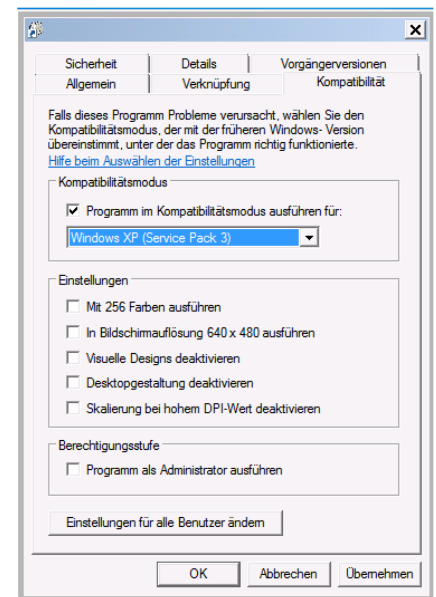 Sicherheit
Details
Vorgängerversionen
Allgemein
Verknüpfung
Kompatibilität
Falls dieses Programm Probleme verursacht, wählen Sie den
Kompatibilitätsmodus, der mit der früheren Windows- Version
übereinstimmt, unter der das Programm richtig funktionierte.
Hilfe beim Auswählen der Einstellungen
Kompatibilitätsmodus
Programm im Kompatibilitätsmodus ausführen für:
Windows XP (Service Pack 3)
Einstellungen
Mit 256 Farben ausführen
In Bildschirmauflösung 640 x 480 ausführen
Visuelle Designs deaktivieren
Desktopgestaltung deaktivieren
Skalierung bei hohem DPI-Wert deaktivieren
Berechtigungsstufe
Programm als Administrator ausführen
Einstellungen für alle Benutzer ändern
OK
Abbrechen
Übernehmen